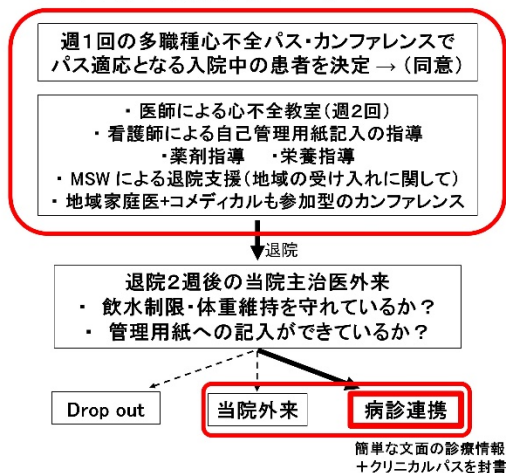 週1回の多職種心不全パス・カンファレンスで
パス適応となる入院中の患者を決定 → (同意)
・医師による心不全教室(週2回)
・看護師による自己管理用紙記入の指導
・薬剤指導 ・栄養指導
・MSWによる退院支援(地域の受け入れに関して)
・地域家庭医+コメディカルも参加型のカンファレンス
退院
退院2週後の当院主治医外来
・ 飲水制限・体重維持を守れているか?
・ 管理用紙への記入ができているか?
Drop out
当院外来
病診連携
簡単な文面の診療情報
+クリニカルパスを封書